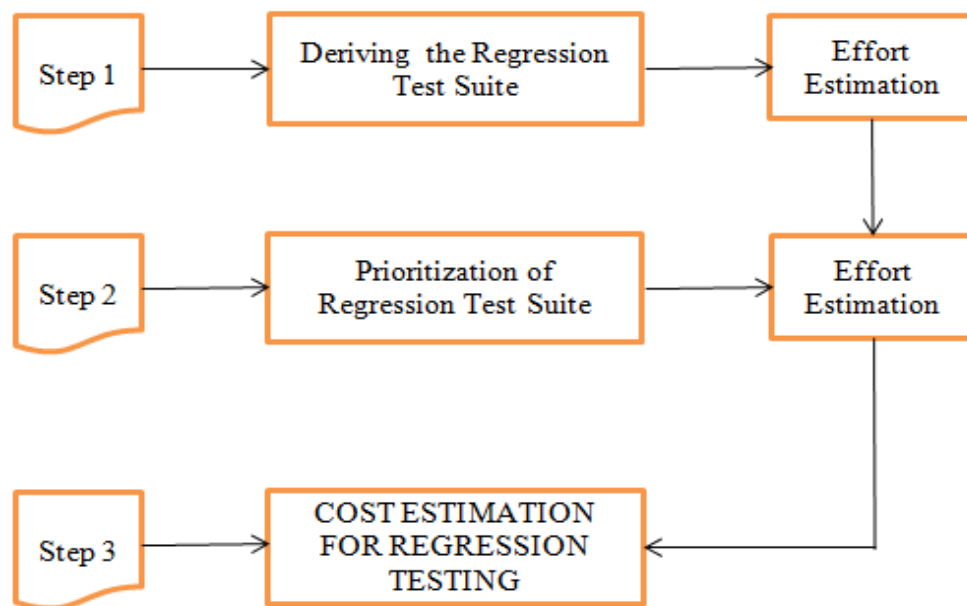 Step 1
Deriving the Regression
Test Suite
Effort
Estimation
Step 2
Prioritization of
Regression Test Suite
Effort
Estimation
Step 3
COST ESTIMATION
FOR REGRESSION
TESTING